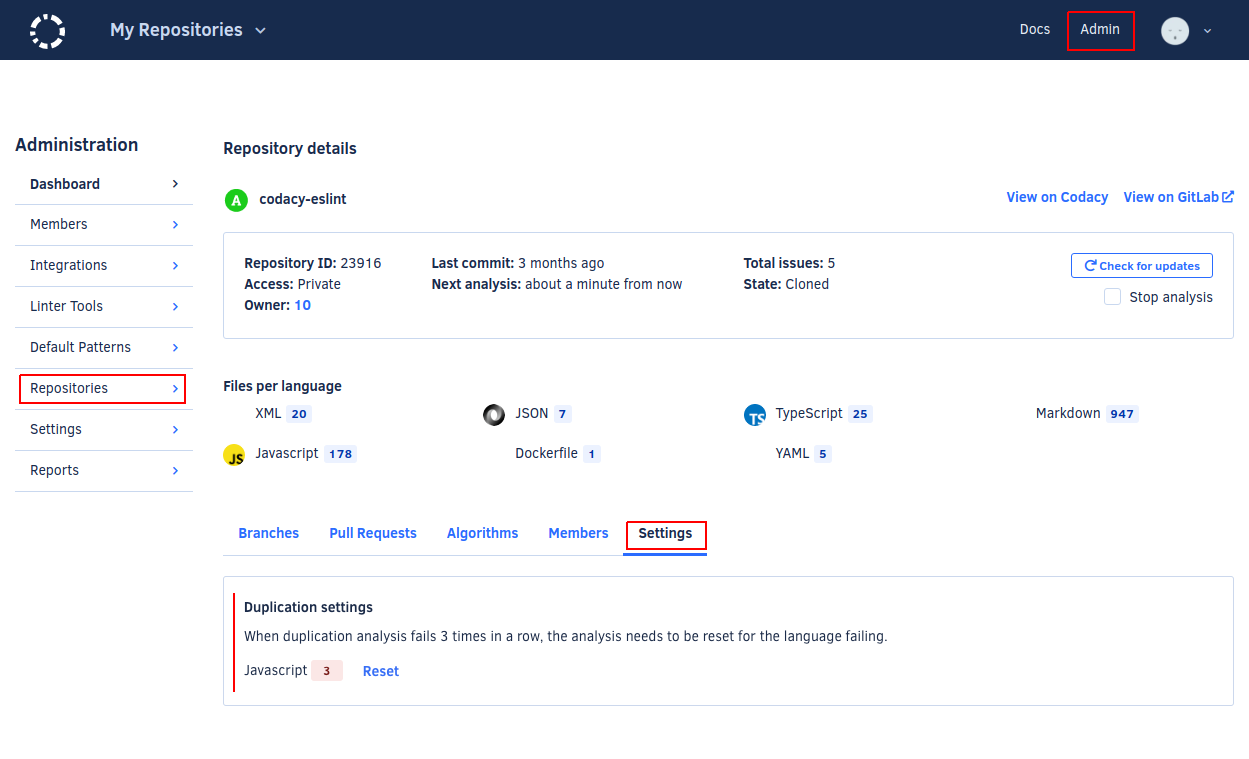 My Repositories
Docs
Admin
Administration
Dashboard
Members
Integrations
Linter Tools
Default Patterns
Repositories
Settings
Reports
Repository details
A codacy-eslint
View on Codacy
View on GitLab
Repository ID: 23916
Access: Private
Owner: 10
Last commit: 3 months ago
Next analysis: about a minute from now
Total issues: 5
State: Cloned
Check for updates
Stop analysis
Files per language
XML 20
JSON 7
TS TypeScript 25
Markdown 947
JS Javascript 178
Dockerfile 1
YAML 5
Branches
Pull Requests
Algorithms
Members
Settings
Duplication settings
When duplication analysis fails 3 times in a row, the analysis needs to be reset for the language failing.
Javascript 3 Reset